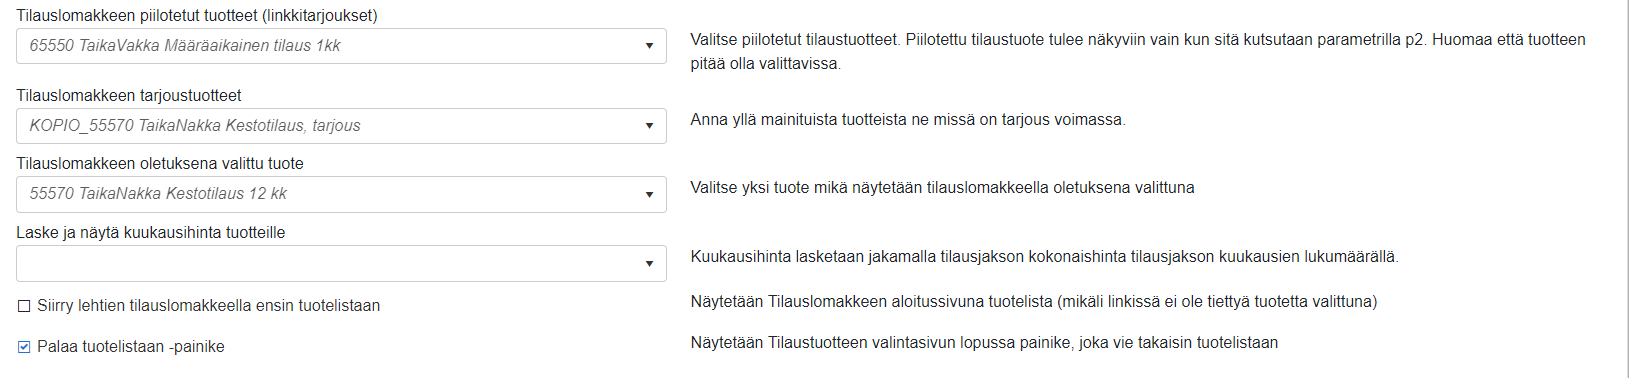 Tilauslomakkeen piilotetut tuotteet (linkkitarjoukset)
65550 TaikaVakka Määräaikainen tilaus 1kk
Valitse piilotetut tilaustuotteet. Piilotettu tilaustuote tulee näkyviin vain kun sitä kutsutaan parametrilla p2. Huomaa että tuotteen
pitää olla valittavissa.
Tilauslomakkeen tarjoustuotteet
KOPIO_55570 TaikaNakka Kestotilaus, tarjous
Anna yllä mainituista tuotteista ne missä on tarjous voimassa.
Tilauslomakkeen oletuksena valittu tuote
55570 TaikaNakka Kestotilaus 12 kk
Valitse yksi tuote mikä näytetään tilauslomakkeella oletuksena valittuna
Laske ja näytä kuukausihinta tuotteille
Kuukausihinta lasketaan jakamalla tilausjakson kokonaishinta tilausjakson kuukausien lukumäärällä.
Siirry lehtien tilauslomakkeella ensin tuotelistaan
Näytetään Tilauslomakkeen aloitussivuna tuotelista (mikäli linkissä ei ole tiettyä tuotetta valittuna)
Palaa tuotelistaan -painike
Näytetään Tilaustuotteen valintasivun lopussa painike, joka vie takaisin tuotelistaan